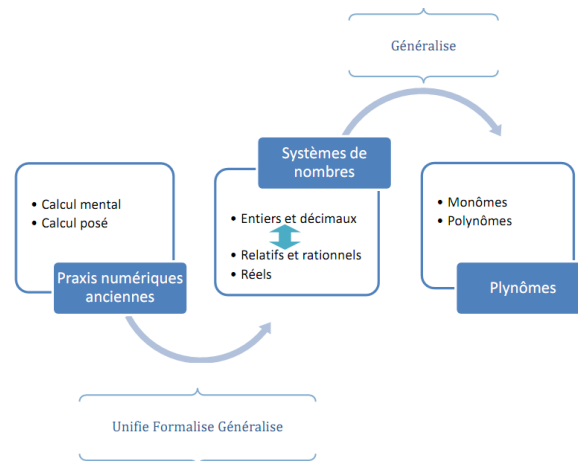 Généralise
Systèmes de
nombres
• Calcul mental
• Calcul posé
Praxis numériques
anciennes
• Entiers et décimaux
• Relatifs et rationnels
• Réels
• Monômes
• Polynômes
Plynômes
Unifie Formalise Généralise